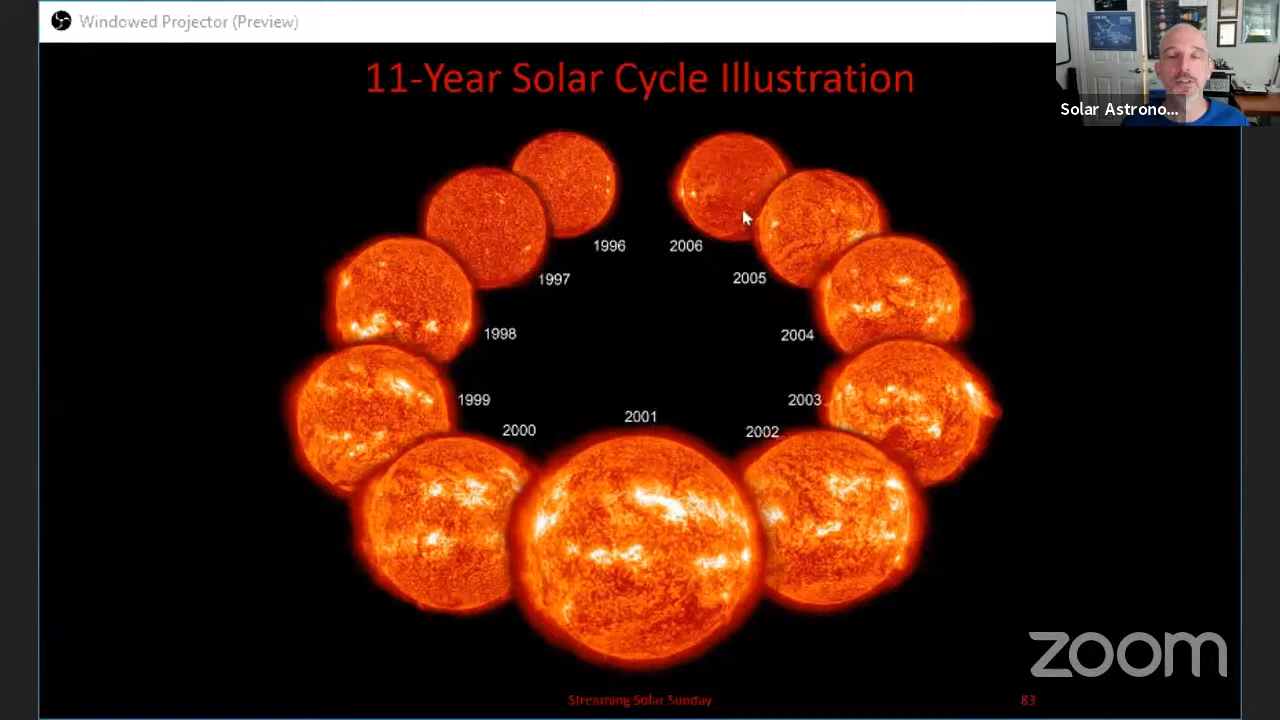 Windowed Projector (Preview)
11-Year Solar Cycle Illustration
Solar Astrono...
1996
2006
1997
2005
1998
2004
1999
2003
2000
2001
2002
zoom
Streaming Solar Sunday
83